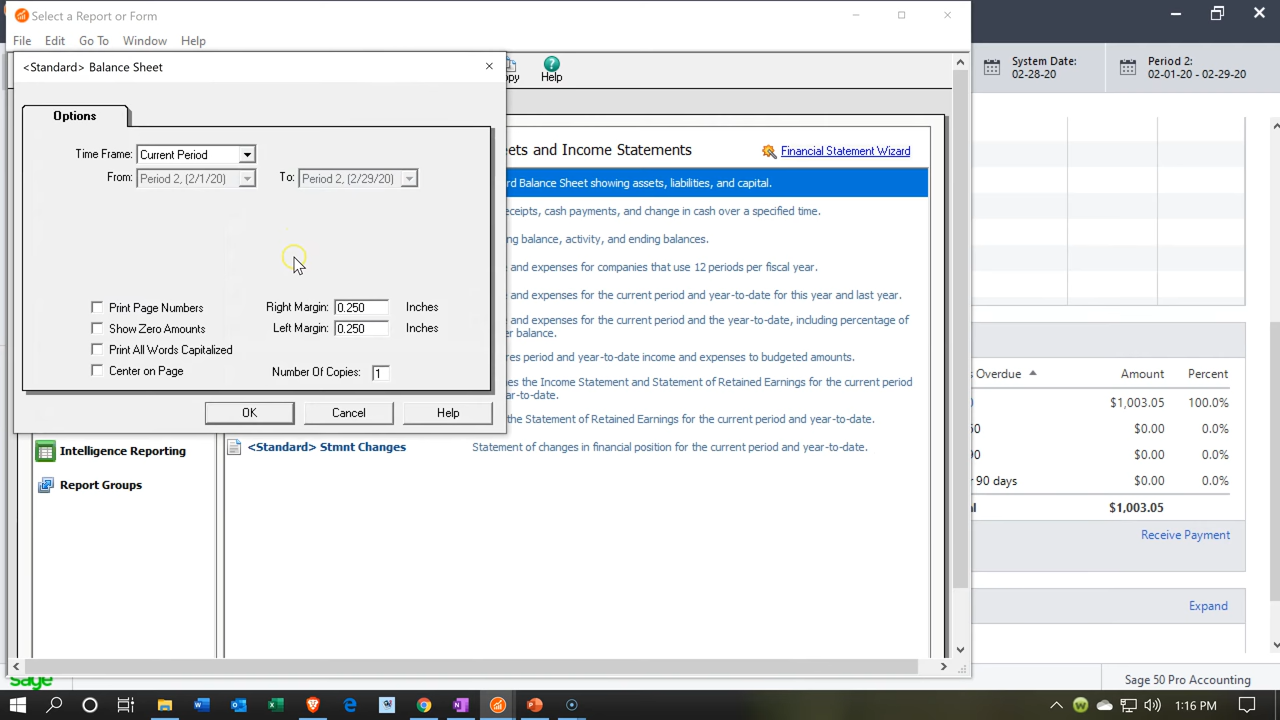 Select a Report or Form
File Edit Go To Window Help
<Standard> Balance Sheet
Help
System Date:
02-28-20
Period 2:
02-01-20 - 02-29-20
Options
Time Frame: Current Period
From: Period 2, (2/1/20) To: Period 2, (2/29/20)
Print Page Numbers
Show Zero Amounts
Print All Words Capitalized
Center on Page
Right Margin: 0.250 Inches
Left Margin: 0.250 Inches
Number Of Copies: 1
OK Cancel Help
ets and Income Statements
Financial Statement Wizard
rd Balance Sheet showing assets, liabilities, and capital.
eceipts, cash payments, and change in cash over a specified time.
ng balance, activity, and ending balances.
e and expenses for companies that use 12 periods per fiscal year.
e and expenses for the current period and year-to-date for this year and last year.
e and expenses for the current period and the year-to-date, including percentage of
er balance.
res period and year-to-date income and expenses to budgeted amounts.
es the Income Statement and Statement of Retained Earnings for the current period
ar-to-date.
the Statement of Retained Earnings for the current period and year-to-date.
<Standard> Stmnt Changes
Statement of changes in financial position for the current period and year-to-date.
Intelligence Reporting
Report Groups
Overdue Amount Percent
$1,003.05 100.0%
$0.00 0.0%
$0.00 0.0%
90 days $0.00 0.0%
$1,003.05
Receive Payment
Expand
sage
Sage 50 Pro Accounting
1:16 PM